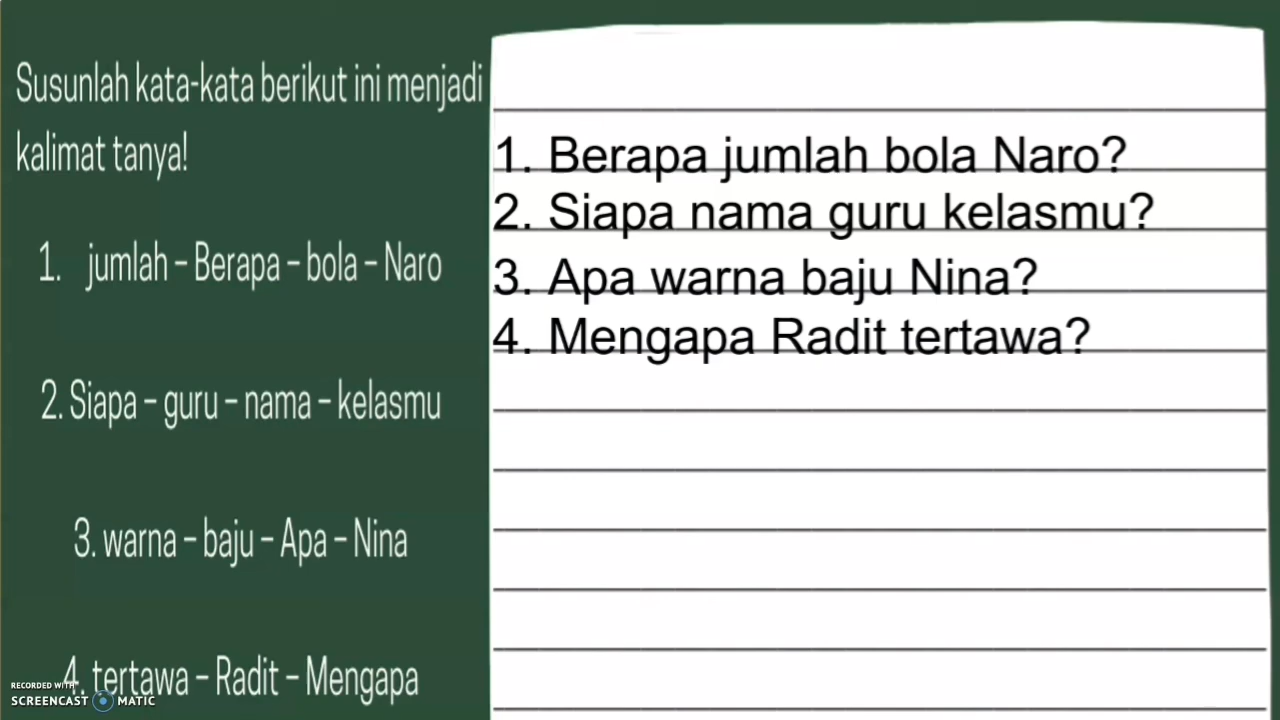 Susunlah kata-kata berikut ini menjadi
kalimat tanya!
1. jumlah – Berapa – bola – Naro
2. Siapa – guru – nama – kelasmu
3. warna – baju – Apa – Nina
4. tertawa – Radit – Mengapa
1. Berapa jumlah bola Naro?
2. Siapa nama guru kelasmu?
3. Apa warna baju Nina?
4. Mengapa Radit tertawa?
RECORDED WITH
SCREENCAST MATIC